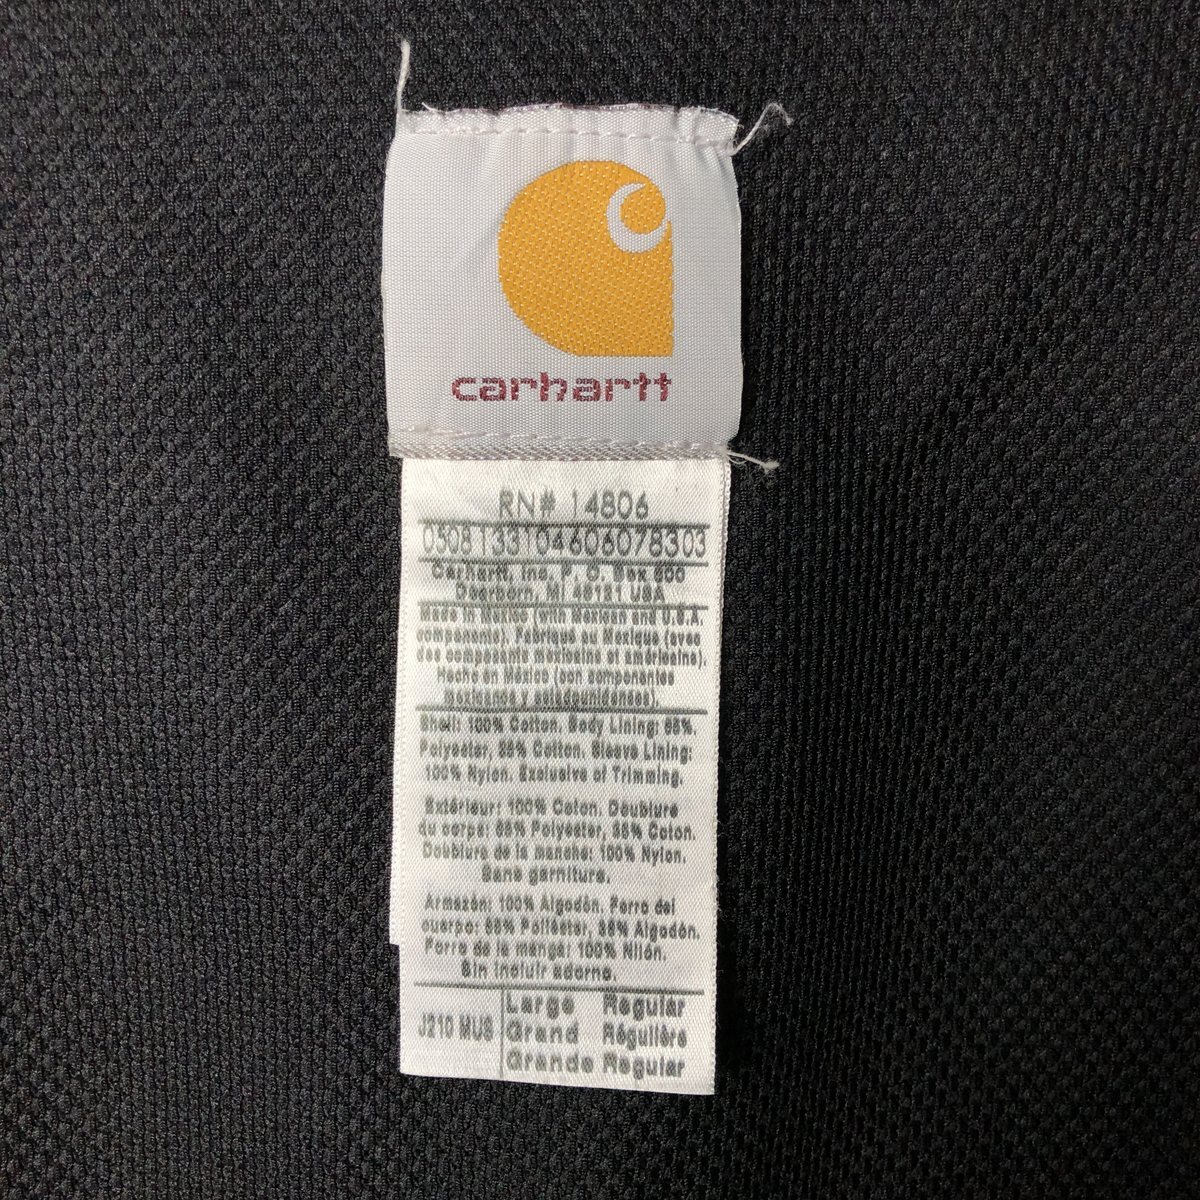 carhartt
RN# 14806
0508133104606078303
Carhartt, Inc. P. O. Box 600
Dearborn, MI 48121 USA
Made in Mexico (with Mexican and U.S.A.
components). Fabriqué au Mexique (avec
des composants mexicains et américains).
Hecho en México (con componentes
mexicanos y estadounidenses).
Shell: 100% Cotton. Body Lining: 65%
Polyester, 35% Cotton. Sleeve Lining:
100% Nylon. Exclusive of Trimming.
Extérieur: 100% Coton. Doublure
du corps: 65% Polyester, 35% Coton.
Doublure de la manche: 100% Nylon.
Sans garniture.
Armazón: 100% Algodón. Forro del
cuerpo: 65% Poliéster, 35% Algodón.
Forro de la manga: 100% Nilón.
Sin incluir adorno.
J210 MUS
Large Regular
Grand Régulière
Grande Regular